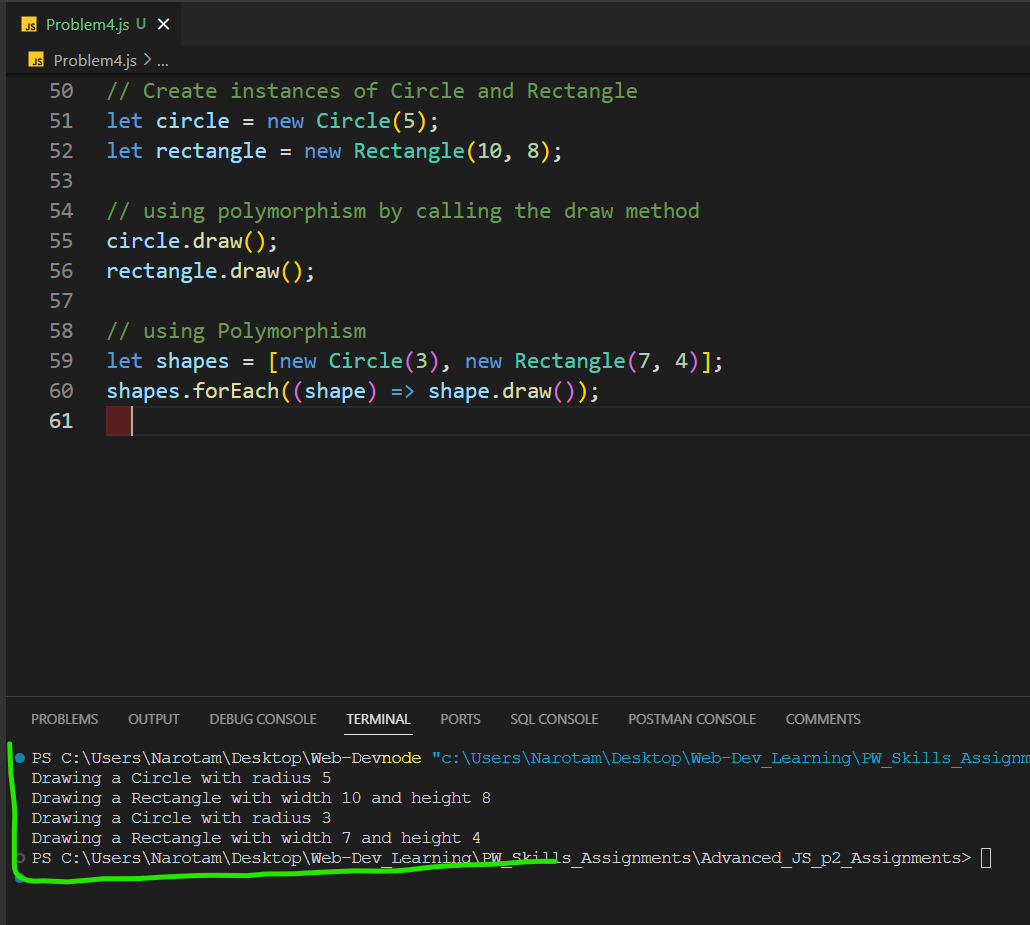 JS Problem4.js U ×
JS Problem4.js > ...
50 // Create instances of Circle and Rectangle
51 let circle = new Circle(5);
52 let rectangle = new Rectangle(10, 8);
53
54 // using polymorphism by calling the draw method
55 circle.draw();
56 rectangle.draw();
57
58 // using Polymorphism
59 let shapes = [new Circle(3), new Rectangle(7, 4)];
60 shapes.forEach((shape) => shape.draw());
61
PROBLEMS OUTPUT DEBUG CONSOLE TERMINAL PORTS SQL CONSOLE POSTMAN CONSOLE COMMENTS
PS C:\Users\Narotam\Desktop\Web-Devnode "c:\Users\Narotam\Desktop\Web-Dev_Learning\PW_Skills_Assignm
Drawing a Circle with radius 5
Drawing a Rectangle with width 10 and height 8
Drawing a Circle with radius 3
Drawing a Rectangle with width 7 and height 4
PS C:\Users\Narotam\Desktop\Web-Dev_Learning\PW_Skills_Assignments\Advanced_JS_p2_Assignments>